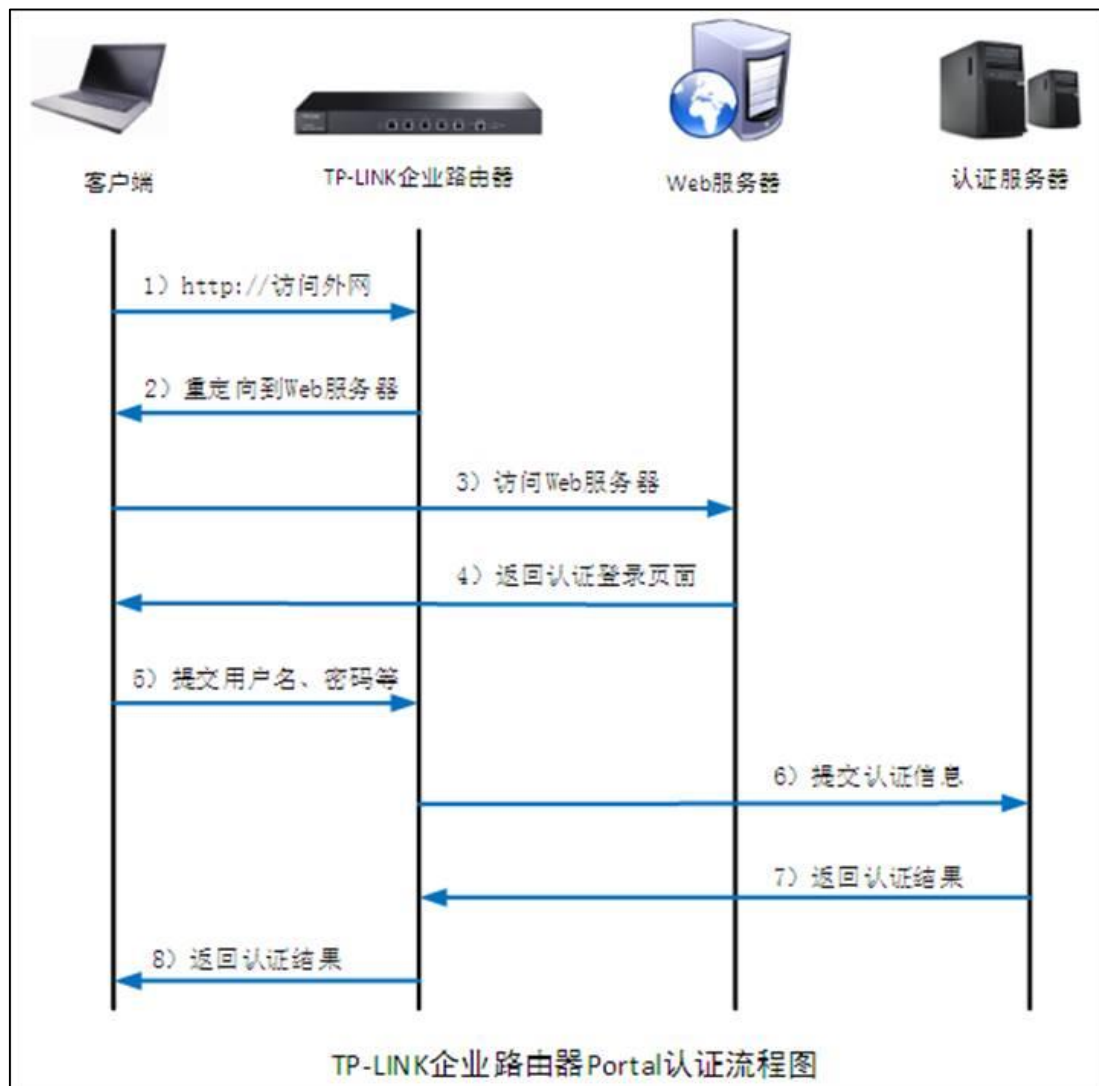 客户端
TP-LINK企业路由器
Web服务器
认证服务器
1) http://访问外网
2) 重定向到Web服务器
3) 访问Web服务器
4) 返回认证登录页面
5) 提交用户名、密码等
6) 提交认证信息
7) 返回认证结果
8) 返回认证结果
TP-LINK企业路由器Portal认证流程图